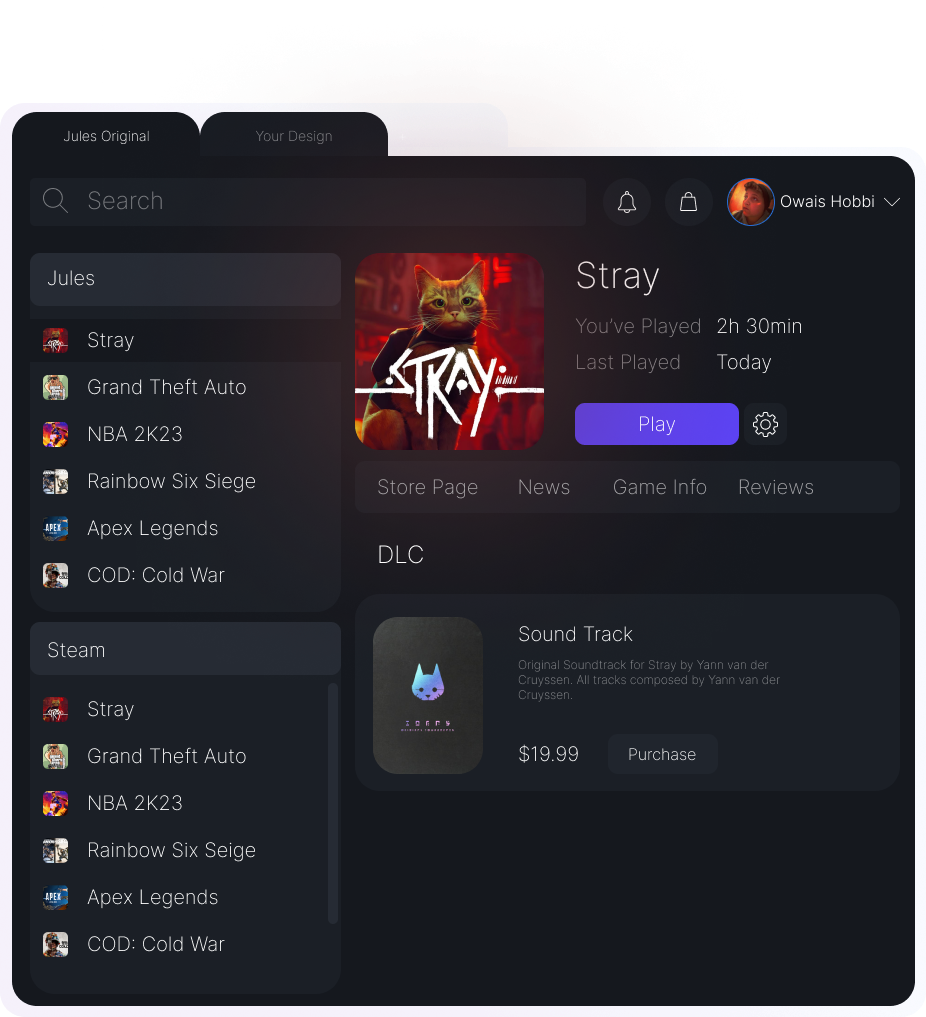 Jules Original
Your Design
Search
Owais Hobbi
Jules
Stray
Grand Theft Auto
NBA 2K23
Rainbow Six Siege
Apex Legends
COD: Cold War
Steam
Stray
Grand Theft Auto
NBA 2K23
Rainbow Six Seige
Apex Legends
COD: Cold War
STRAY
Stray
You’ve Played 2h 30min
Last Played Today
Play
Store Page News Game Info Reviews
DLC
Sound Track
Original Soundtrack for Stray by Yann van der
Cruyssen. All tracks composed by Yann van der
Cruyssen.
$19.99
Purchase